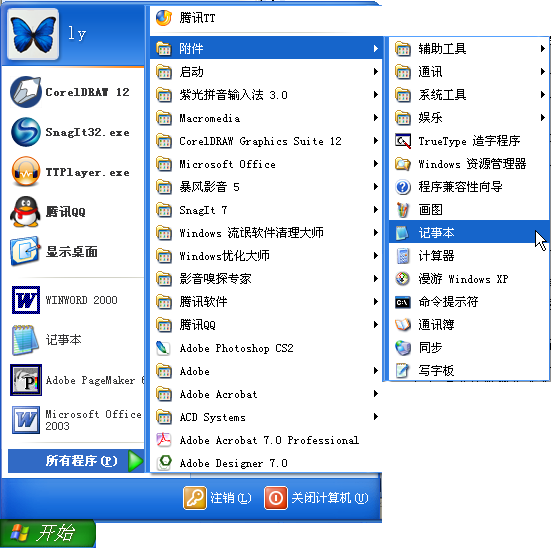 ly
CorelDRAW 12
SnagIt32.exe
TTPlayer.exe
腾讯QQ
显示桌面
WINWORD 2000
记事本
Adobe PageMaker 6
Microsoft Office
2003
所有程序(P)
腾讯TT
附件
启动
紫光拼音输入法 3.0
Macromedia
CorelDRAW Graphics Suite 12
Microsoft Office
暴风影音 5
SnagIt 7
Windows 流氓软件清理大师
Windows优化大师
影音嗅探专家
腾讯软件
腾讯QQ
Adobe Photoshop CS2
Adobe
Adobe Acrobat
ACD Systems
Adobe Acrobat 7.0 Professional
Adobe Designer 7.0
辅助工具
通讯
系统工具
娱乐
TrueType 造字程序
Windows 资源管理器
程序兼容性向导
画图
记事本
计算器
漫游 Windows XP
命令提示符
通讯簿
同步
写字板
注销(L)
关闭计算机(U)
开始